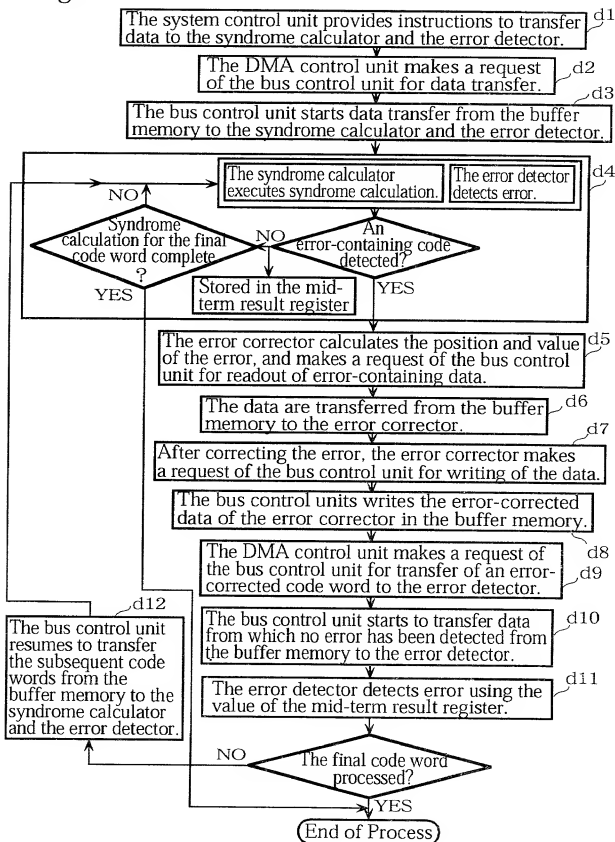 d1
The system control unit provides instructions to transfer
data to the syndrome calculator and the error detector.
d2
The DMA control unit makes a request
of the bus control unit for data transfer.
d3
The bus control unit starts data transfer from the buffer
memory to the syndrome calculator and the error detector.
d4
The syndrome calculator
executes syndrome calculation.
The error detector
detects error.
NO
Syndrome
calculation for the final
code word complete
?
YES
NO
An
error-containing code
detected?
YES
Stored in the mid-
term result register
d5
The error corrector calculates the position and value
of the error, and makes a request of the bus control
unit for readout of error-containing data.
d6
The data are transferred from the buffer
memory to the error corrector.
d7
After correcting the error, the error corrector makes
a request of the bus control unit for writing of the data.
The bus control units writes the error-corrected
data of the error corrector in the buffer memory.
d8
The DMA control unit makes a request of
the bus control unit for transfer of an error-
corrected code word to the error detector.
d9
The bus control unit starts to transfer data
from which no error has been detected from
the buffer memory to the error detector.
d10
d11
The error detector detects error using the
value of the mid-term result register.
d12
The bus control unit
resumes to transfer
the subsequent code
words from the
buffer memory to the
syndrome calculator
and the error detector.
NO
The final code word
processed?
YES
End of Process